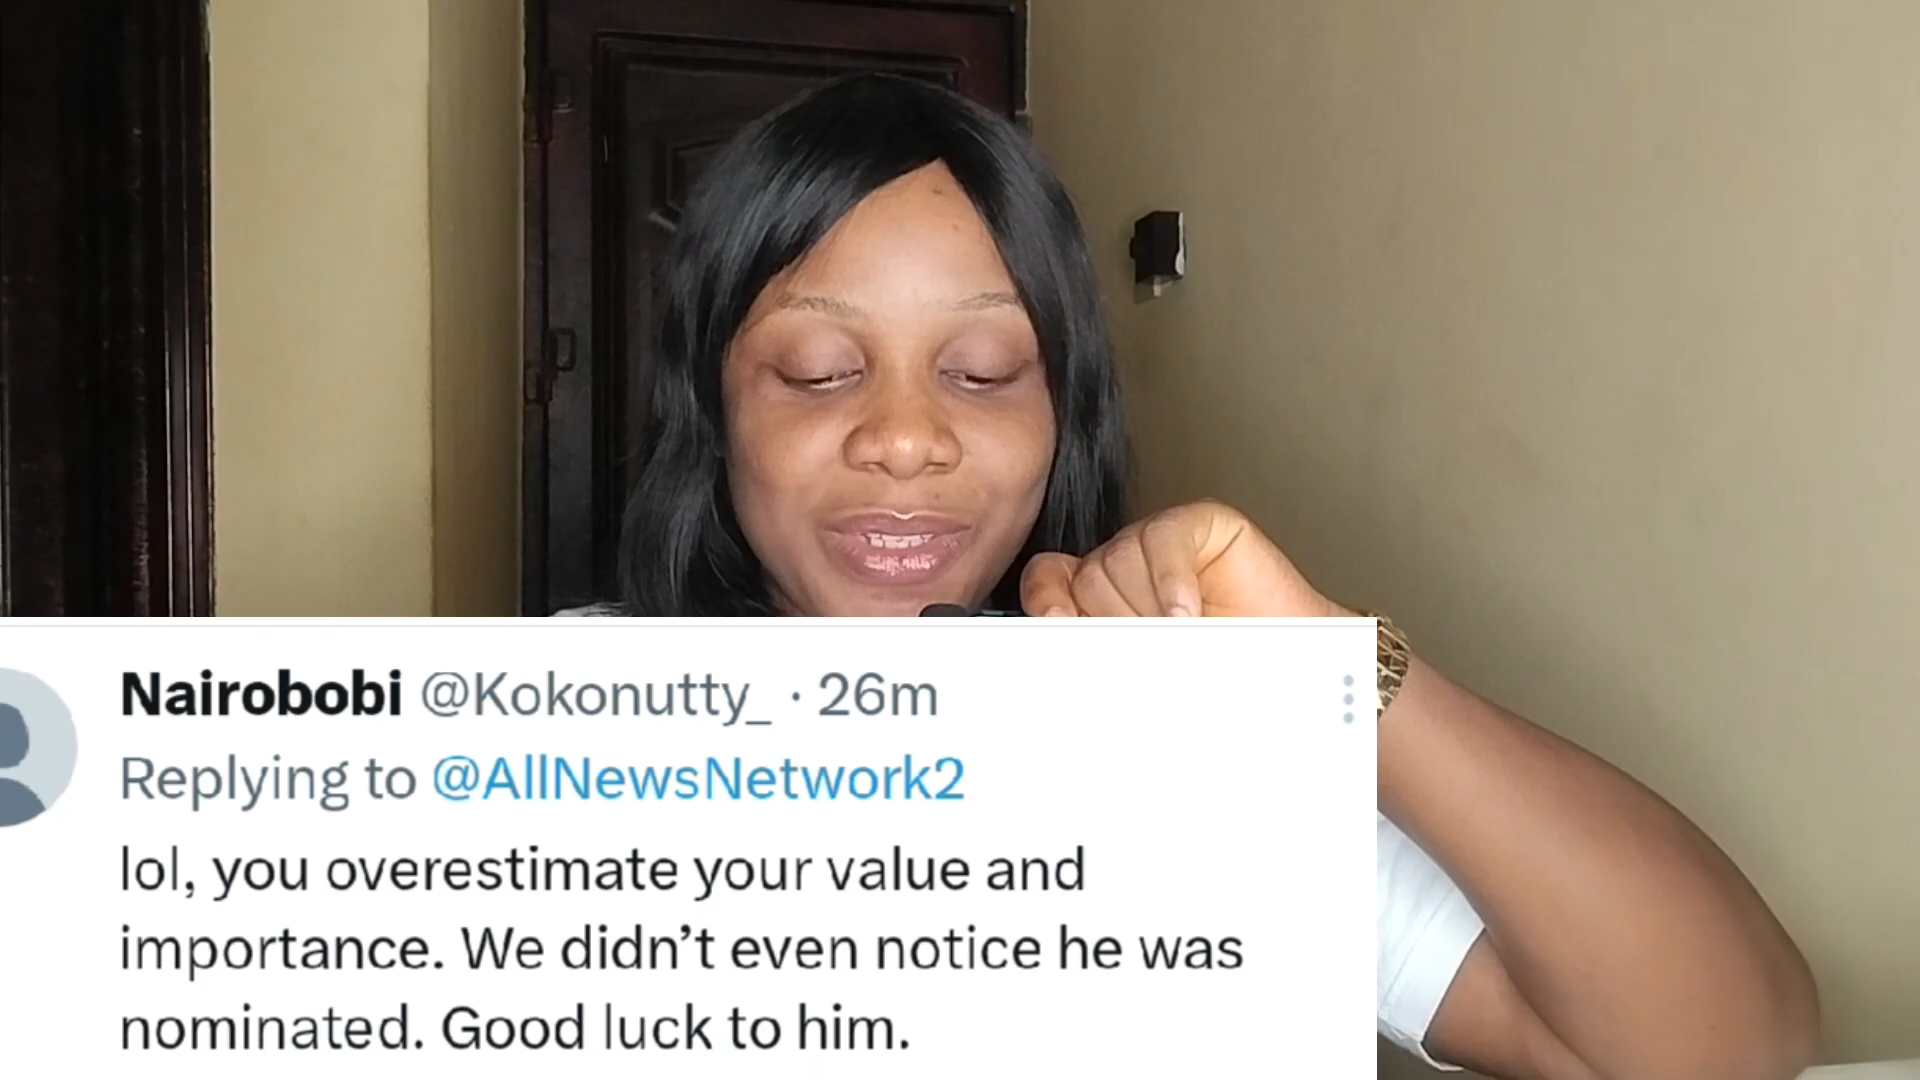 Nairobobi @Kokonutty_ · 26m
Replying to @AllNewsNetwork2
lol, you overestimate your value and
importance. We didn’t even notice he was
nominated. Good luck to him.